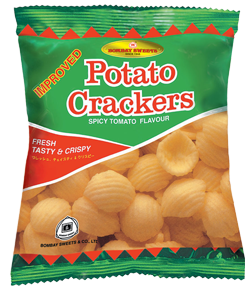 BOMBAY SWEETS
IMPROVED
Potato
Crackers
SPICY TOMATO FLAVOUR
FRESH
TASTY & CRISPY
BOMBAY SWEETS & CO., LTD.